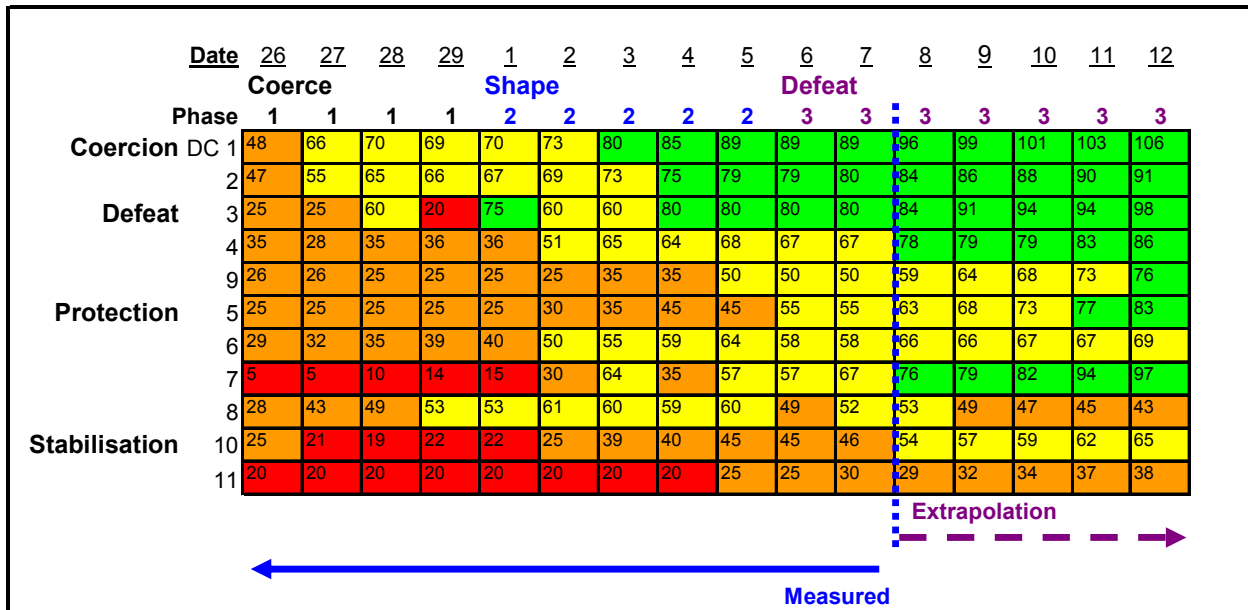 Date 26 27 28 29 1 2 3 4 5 6 7 8 9 10 11 12
Coerce Shape Defeat
Phase 1 1 1 1 2 2 2 2 2 3 3 3 3 3 3 3
Coercion DC 1 48 66 70 69 70 73 80 85 89 89 89 96 99 101 103 106
2 47 55 65 66 67 69 73 75 79 79 80 84 86 88 90 91
Defeat 3 25 25 60 20 75 60 60 80 80 80 80 84 91 94 94 98
4 35 28 35 36 36 51 65 64 68 67 67 78 79 79 83 86
9 26 26 25 25 25 25 35 35 50 50 50 59 64 68 73 76
Protection 5 25 25 25 25 25 30 35 45 45 55 55 63 68 73 77 83
6 29 32 35 39 40 50 55 59 64 58 58 66 66 67 67 69
7 5 5 10 14 15 30 64 35 57 57 67 76 79 82 94 97
8 28 43 49 53 53 61 60 59 60 49 52 53 49 47 45 43
Stabilisation 10 25 21 19 22 22 25 39 40 45 45 46 54 57 59 62 65
11 20 20 20 20 20 20 20 20 25 25 30 29 32 34 37 38
Extrapolation
Measured